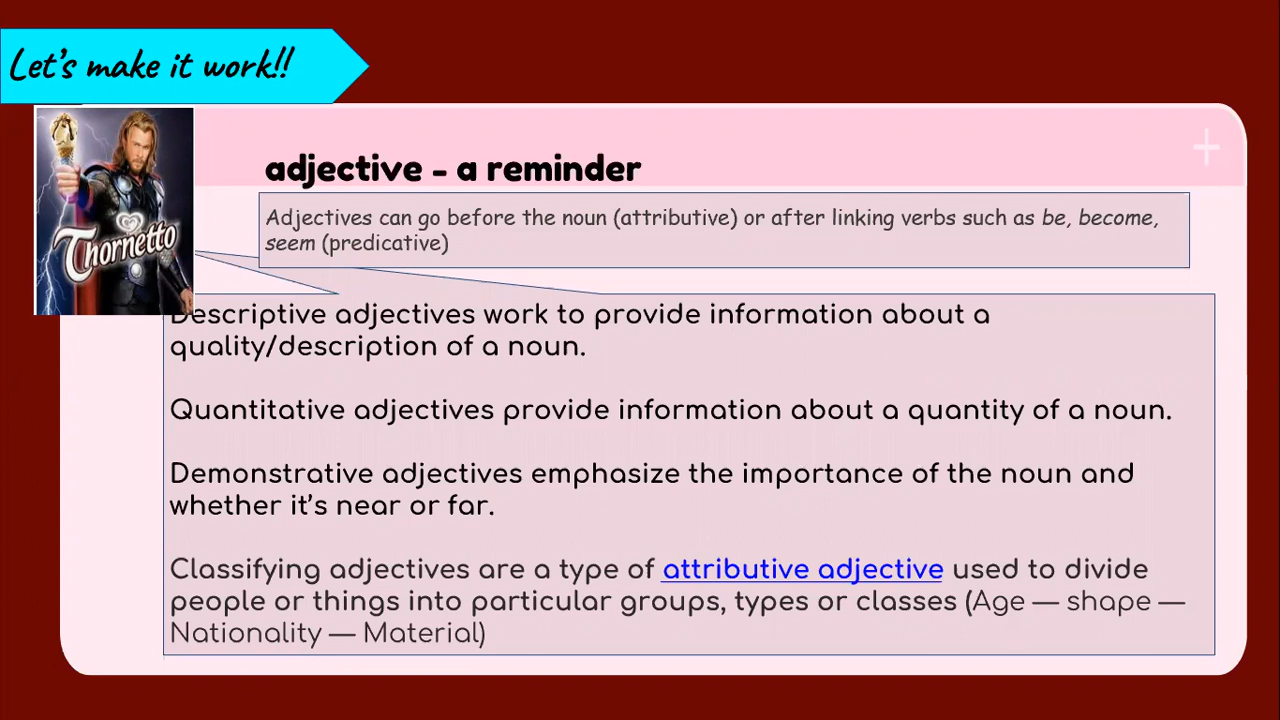 Let's make it work!!
adjective - a reminder
Adjectives can go before the noun (attributive) or after linking verbs such as be, become,
seem (predicative)
Thornetto
Descriptive adjectives work to provide information about a
quality/description of a noun.
Quantitative adjectives provide information about a quantity of a noun.
Demonstrative adjectives emphasize the importance of the noun and
whether it's near or far.
Classifying adjectives are a type of attributive adjective used to divide
people or things into particular groups, types or classes (Age — shape —
Nationality — Material)